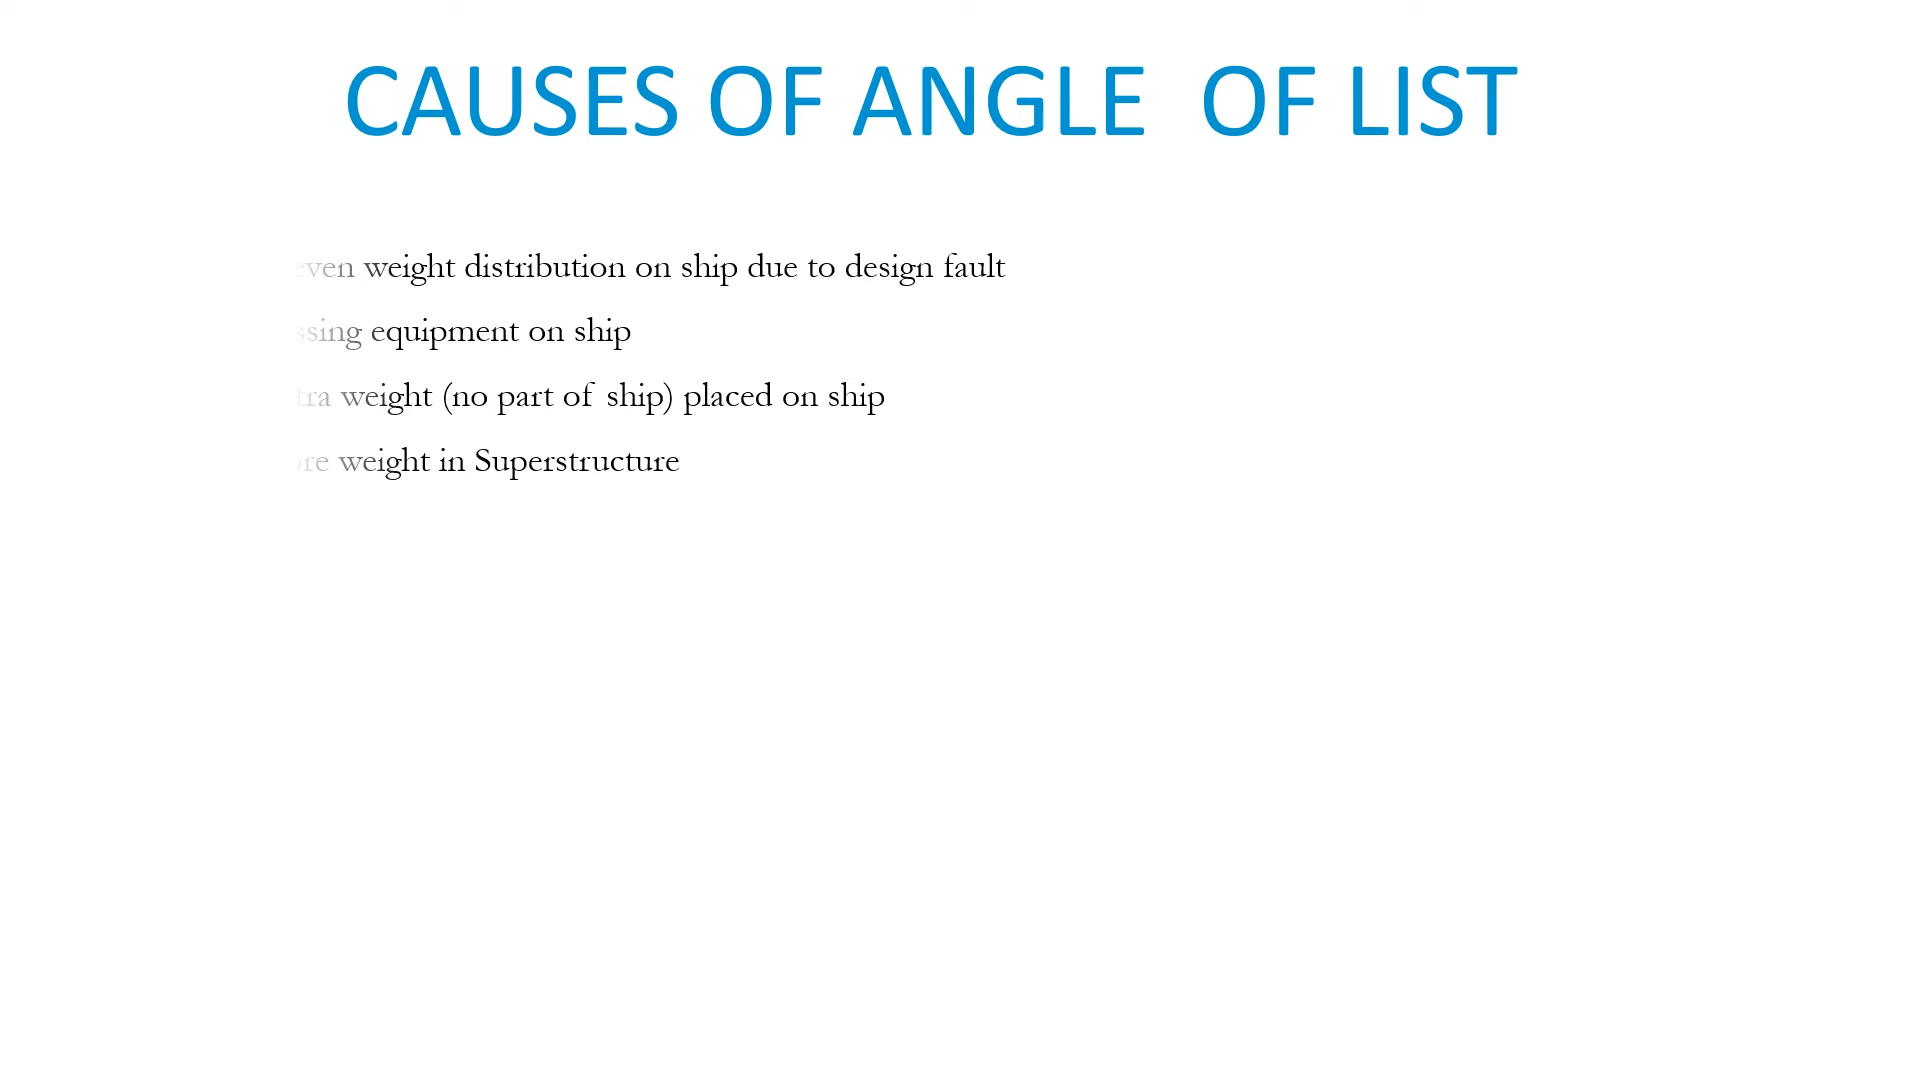 CAUSES OF ANGLE OF LIST
even weight distribution on ship due to design fault
ssing equipment on ship
tra weight (no part of ship) placed on ship
re weight in Superstructure